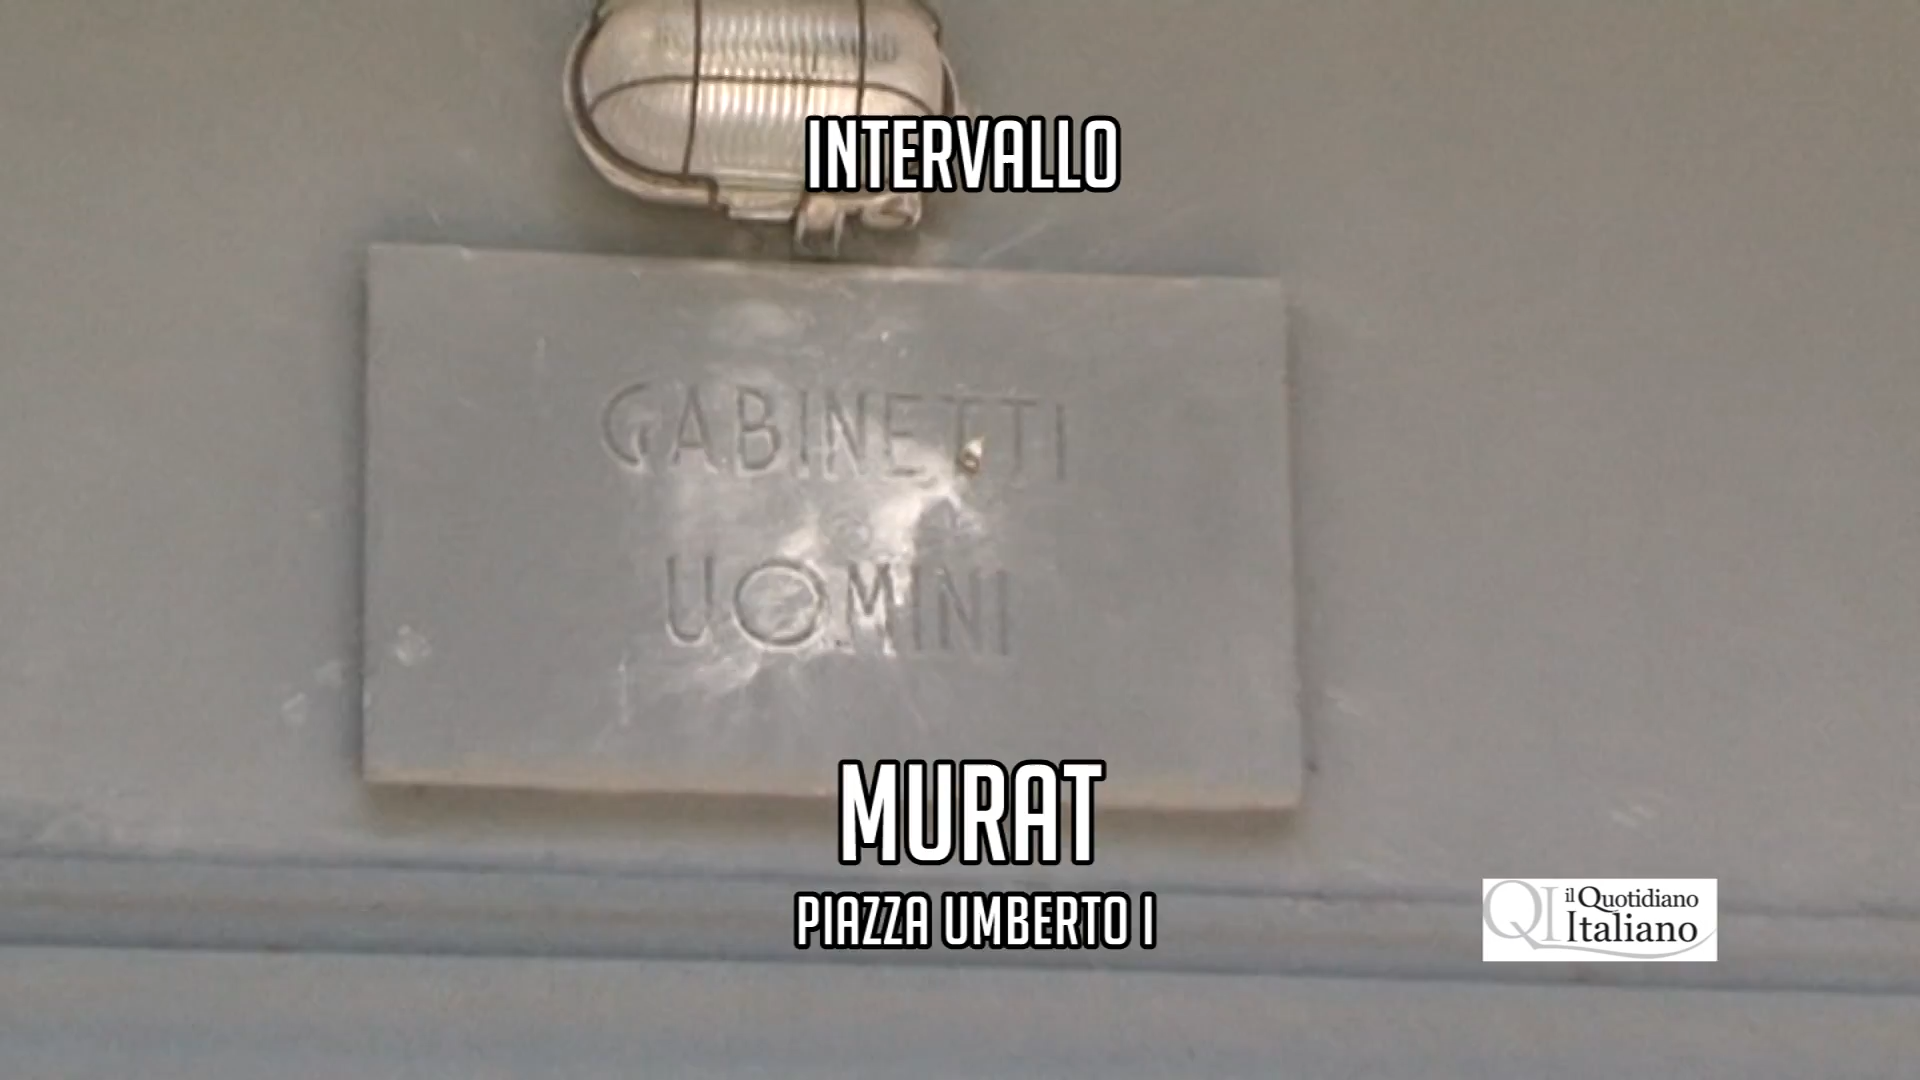 INTERVALLO
GABINETTI
UOMINI
MURAT
PIAZZA UMBERTO I
QI il Quotidiano
Italiano